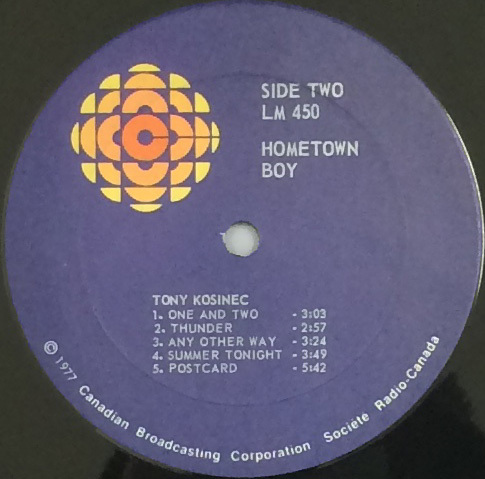 SIDE TWO
LM 450
HOMETOWN
BOY
TONY KOSINEC
1. ONE AND TWO - 3:03
2. THUNDER - 2:57
3. ANY OTHER WAY - 3:24
4. SUMMER TONIGHT - 3:49
5. POSTCARD - 5:42
© 1977 Canadian Broadcasting Corporation Société Radio-Canada